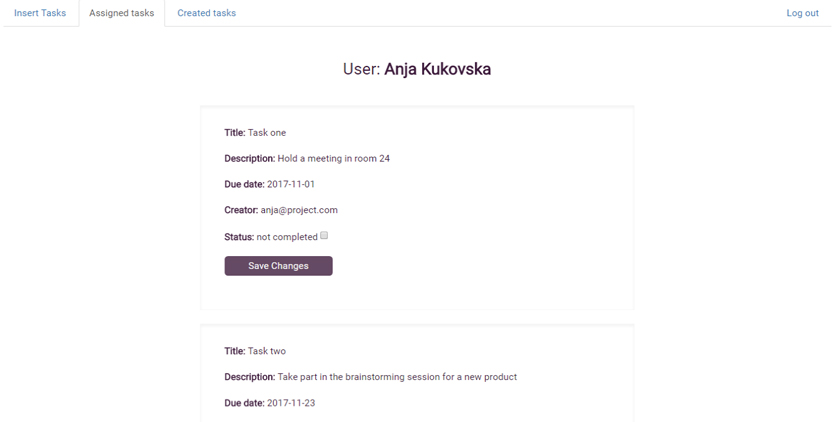 Insert Tasks Assigned tasks Created tasks Log out
User: Anja Kukovska
Title: Task one
Description: Hold a meeting in room 24
Due date: 2017-11-01
Creator: anja@project.com
Status: not completed
Save Changes
Title: Task two
Description: Take part in the brainstorming session for a new product
Due date: 2017-11-23